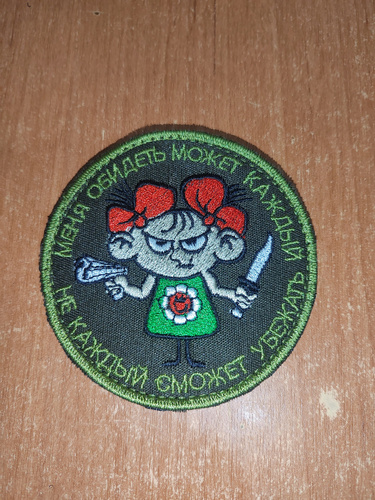 МЕНЯ ОБИДЕТЬ МОЖЕТ КАЖДЫЙ
НЕ КАЖДЫЙ СМОЖЕТ УБЕЖАТЬ